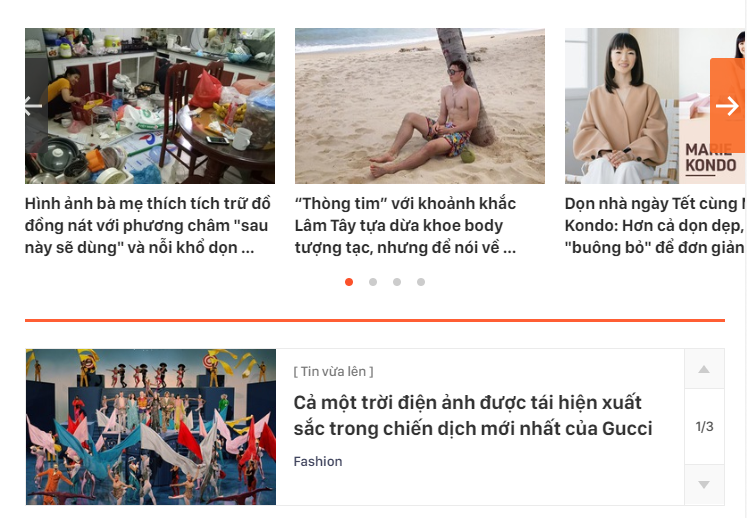 Hình ảnh bà mẹ thích tích trữ đồ
đồng nát với phương châm "sau
này sẽ dùng" và nỗi khổ dọn ...
“Thòng tim” với khoảnh khắc
Lâm Tây tựa dừa khoe body
tượng tạc, nhưng để nói về ...
MARIE
KONDO
Dọn nhà ngày Tết cùng M
Kondo: Hơn cả dọn dẹp,
"buông bỏ" để đơn giản
[ Tin vừa lên ]
Cả một trời điện ảnh được tái hiện xuất
sắc trong chiến dịch mới nhất của Gucci
Fashion
1/3